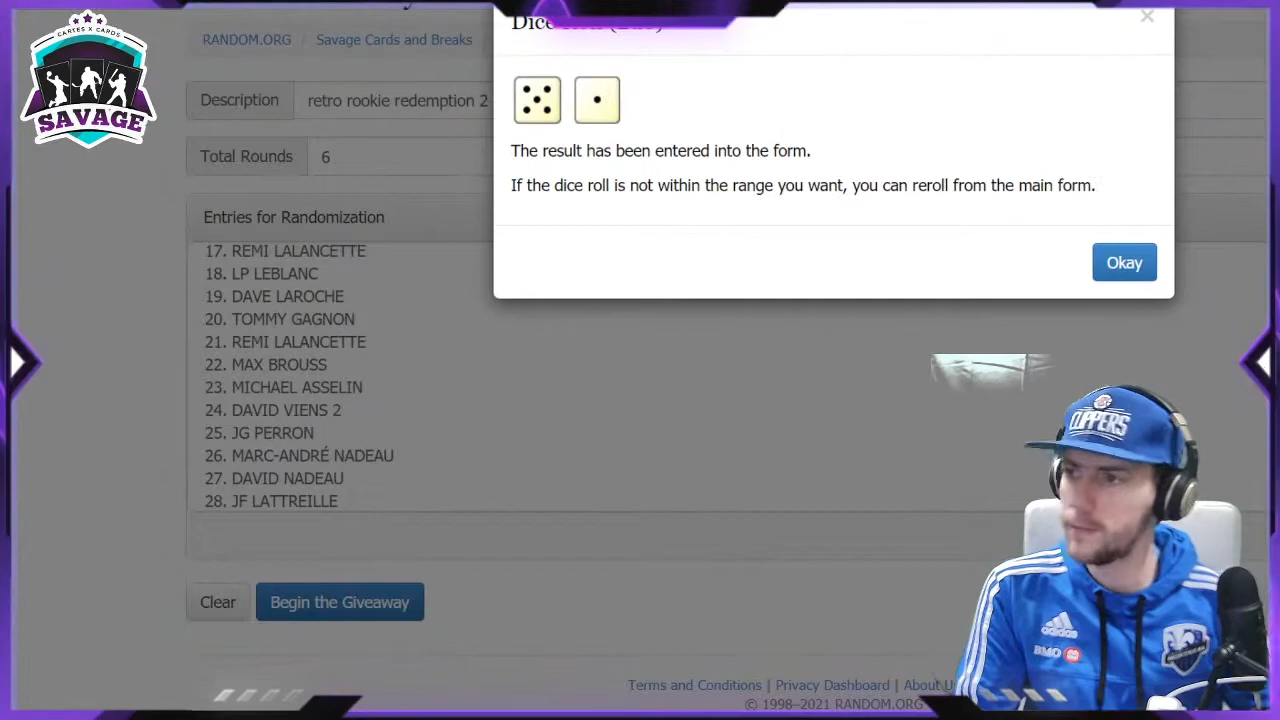 CARTES X CARDS
SAVAGE
RANDOM.ORG / Savage Cards and Breaks
×
Description
retro rookie redemption 2
Total Rounds
6
The result has been entered into the form.
If the dice roll is not within the range you want, you can reroll from the main form.
Okay
Entries for Randomization
17. REMI LALANCETTE
18. LP LEBLANC
19. DAVE LAROCHE
20. TOMMY GAGNON
21. REMI LALANCETTE
22. MAX BROUSS
23. MICHAEL ASSELIN
24. DAVID VIENS 2
25. JG PERRON
26. MARC-ANDRÉ NADEAU
27. DAVID NADEAU
28. JF LATTREILLE
Clear
Begin the Giveaway
CLIPPERS
adidas
BMO
Terms and Conditions | Privacy Dashboard | About
© 1998–2021 RANDOM.ORG